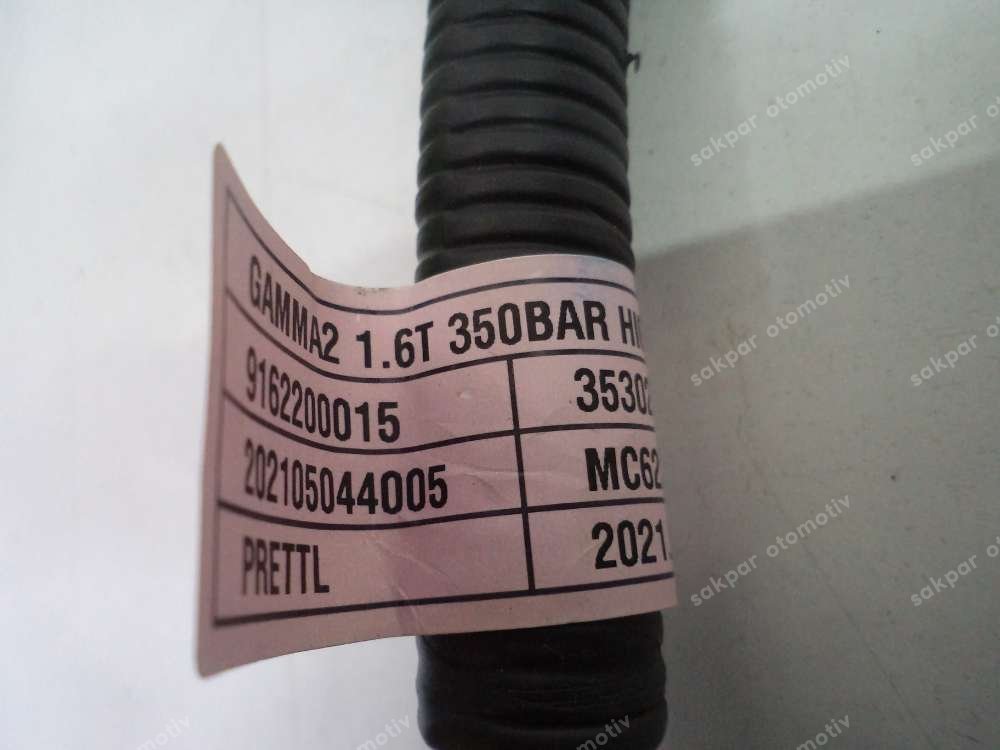 GAMMA2 1.6T 350BAR
9162200015 35302
202105044005 MC62
PRETTL 2021.
sakpar otomotiv
sakpar otomotiv
sakpar otomotiv
sakpar otomotiv
sakpar otomotiv
sakpar otomotiv